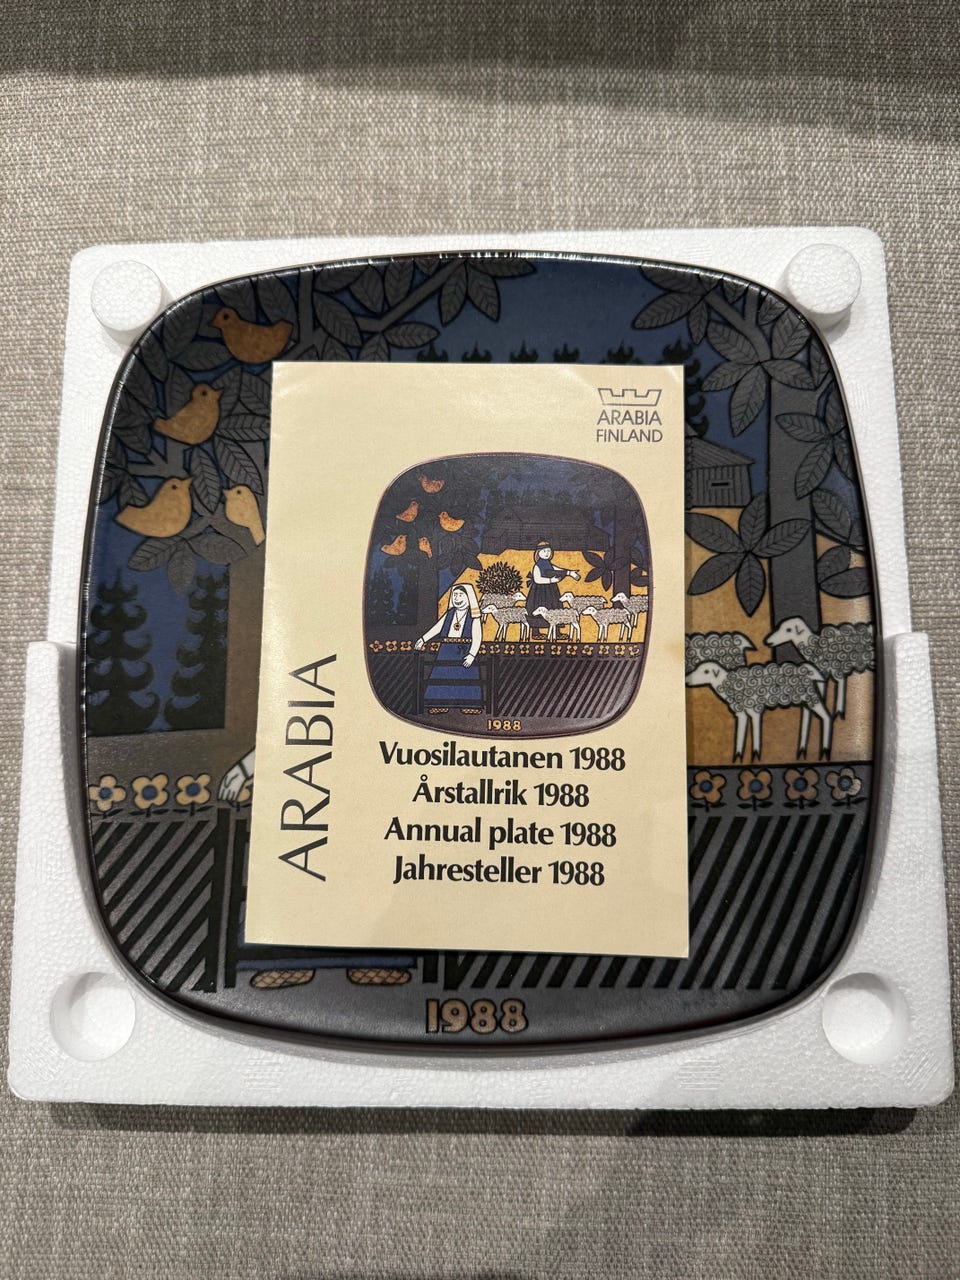 ARABIA
FINLAND
1988
ARABIA
Vuosilautanen 1988
Årstallrik 1988
Annual plate 1988
Jahresteller 1988
1988